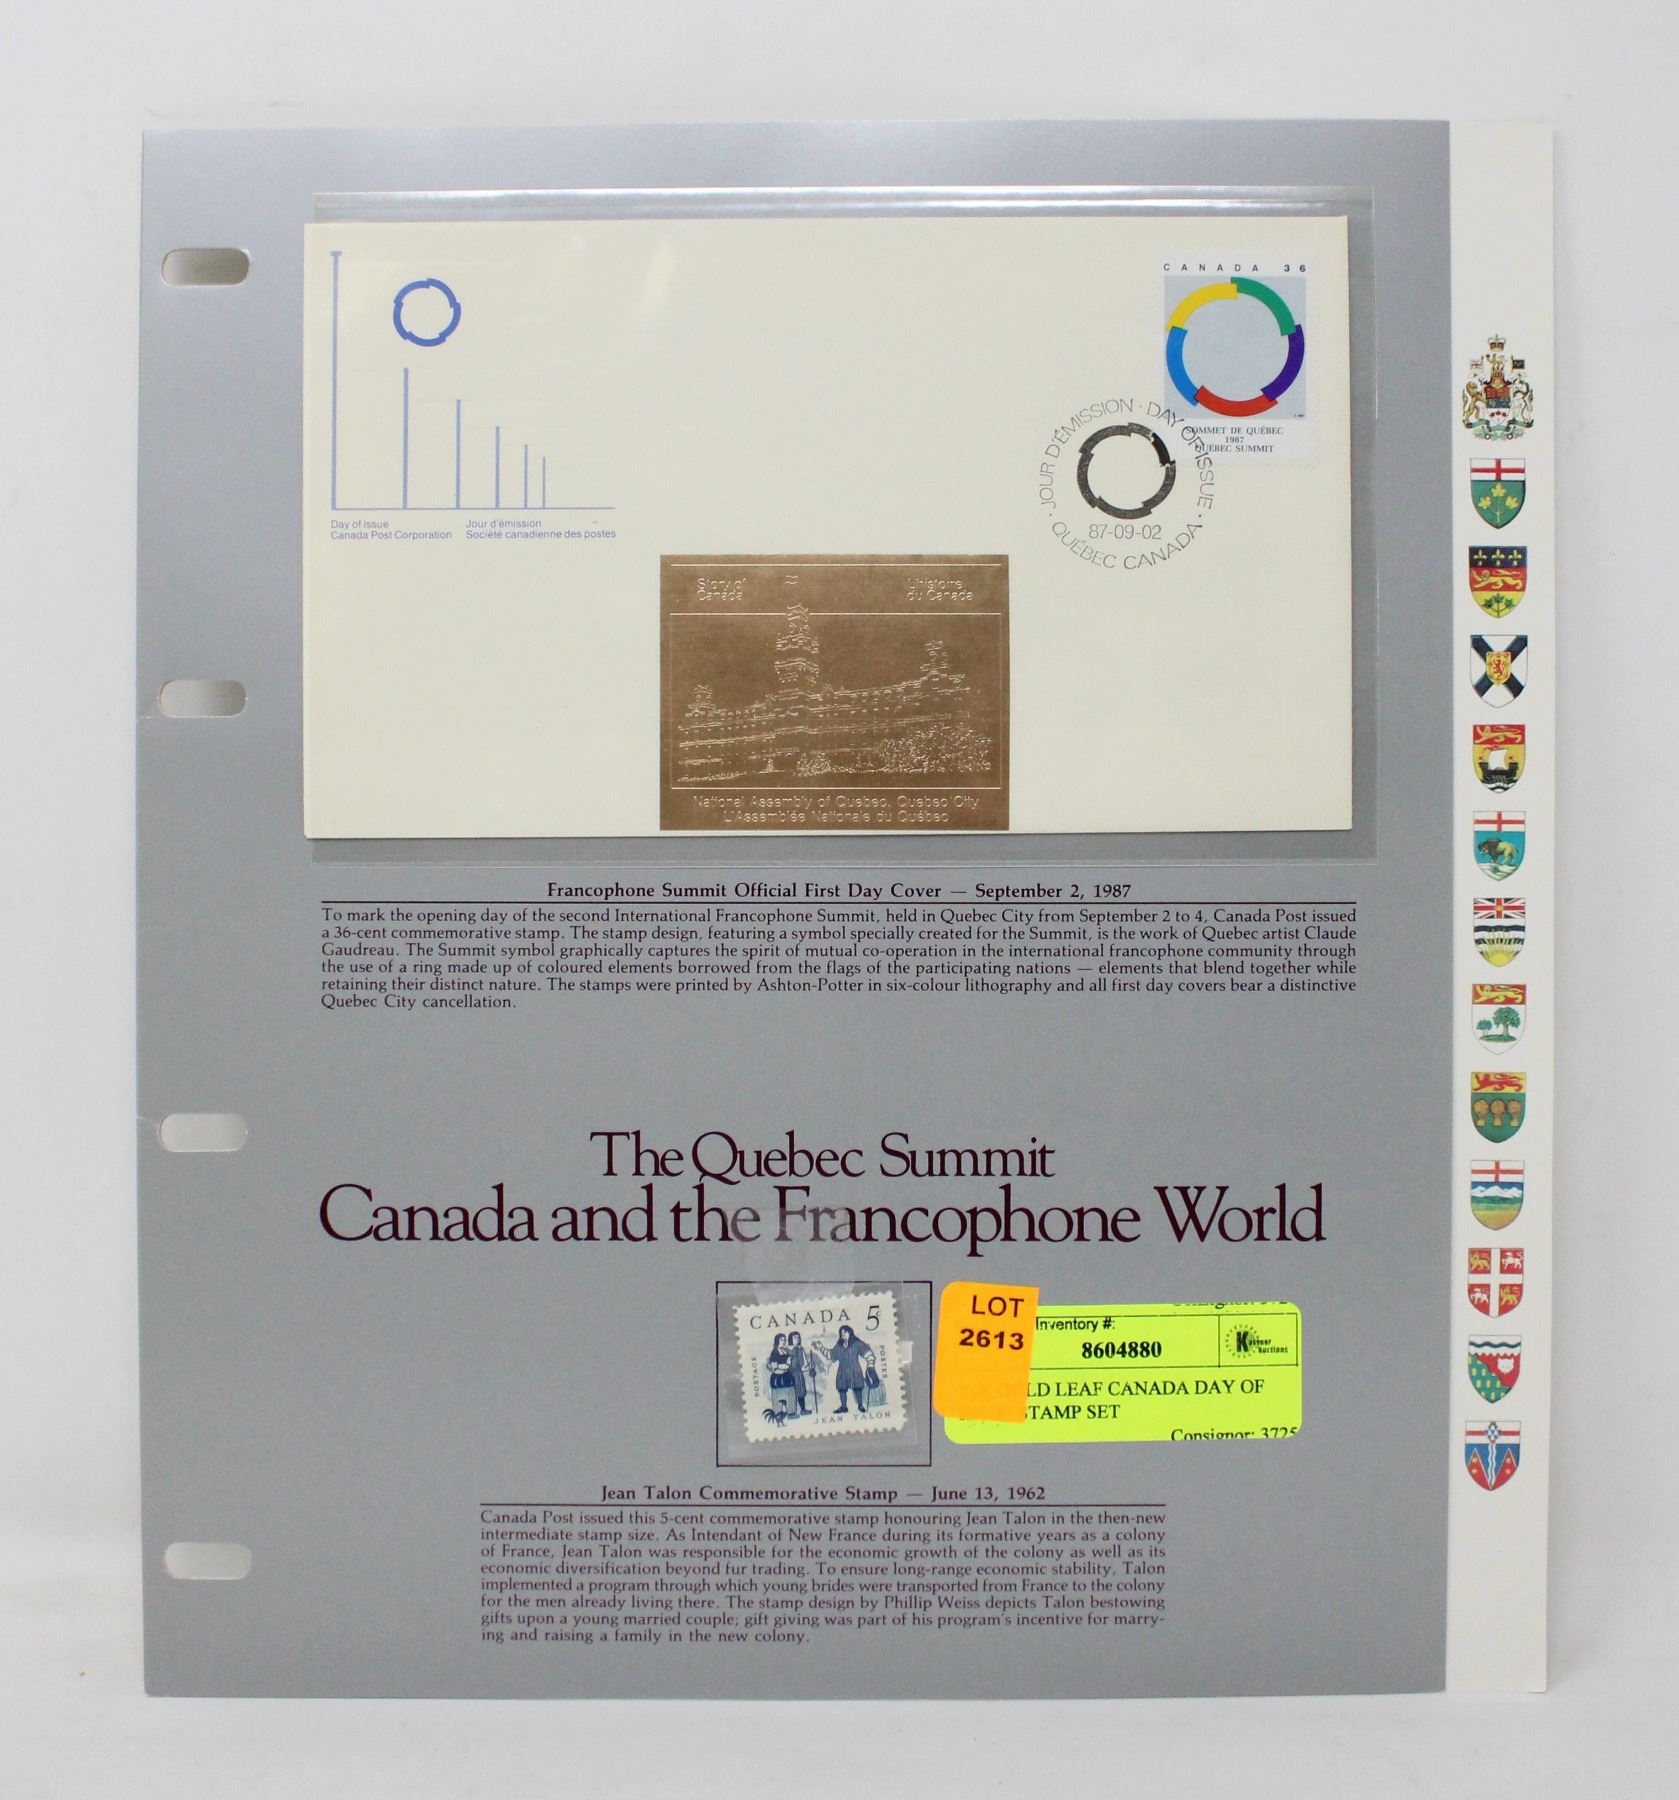 CANADA 36
SOMMET DE QUÉBEC
1987
QUÉBEC SUMMIT
JOUR D'ÉMISSION · DAY OF ISSUE ·
87-09-02
QUÉBEC CANADA
Day of Issue
Canada Post Corporation
Jour d'émission
Société canadienne des postes
Story of
Canada
L'histoire
du Canada
National Assembly of Quebec, Quebec City
L'Assemblée Nationale du Québec
Francophone Summit Official First Day Cover — September 2, 1987
To mark the opening day of the second International Francophone Summit, held in Quebec City from September 2 to 4, Canada Post issued
a 36-cent commemorative stamp. The stamp design, featuring a symbol specially created for the Summit, is the work of Quebec artist Claude
Gaudreau. The Summit symbol graphically captures the spirit of mutual co-operation in the international francophone community through
the use of a ring made up of coloured elements borrowed from the flags of the participating nations — elements that blend together while
retaining their distinct nature. The stamps were printed by Ashton-Potter in six-colour lithography and all first day covers bear a distinctive
Quebec City cancellation.
The Quebec Summit
Canada and the Francophone World
CANADA 5¢
POSTAGE
POSTES
JEAN TALON
LOT
2613
Inventory #:
8604880
Kastner
Auctions
LD LEAF CANADA DAY OF
STAMP SET
Consignor: 3725
Jean Talon Commemorative Stamp — June 13, 1962
Canada Post issued this 5-cent commemorative stamp honouring Jean Talon in the then-new
intermediate stamp size. As Intendant of New France during its formative years as a colony
of France, Jean Talon was responsible for the economic growth of the colony as well as its
economic diversification beyond fur trading. To ensure long-range economic stability, Talon
implemented a program through which young brides were transported from France to the colony
for the men already living there. The stamp design by Phillip Weiss depicts Talon bestowing
gifts upon a young married couple; gift giving was part of his program's incentive for marry-
ing and raising a family in the new colony.